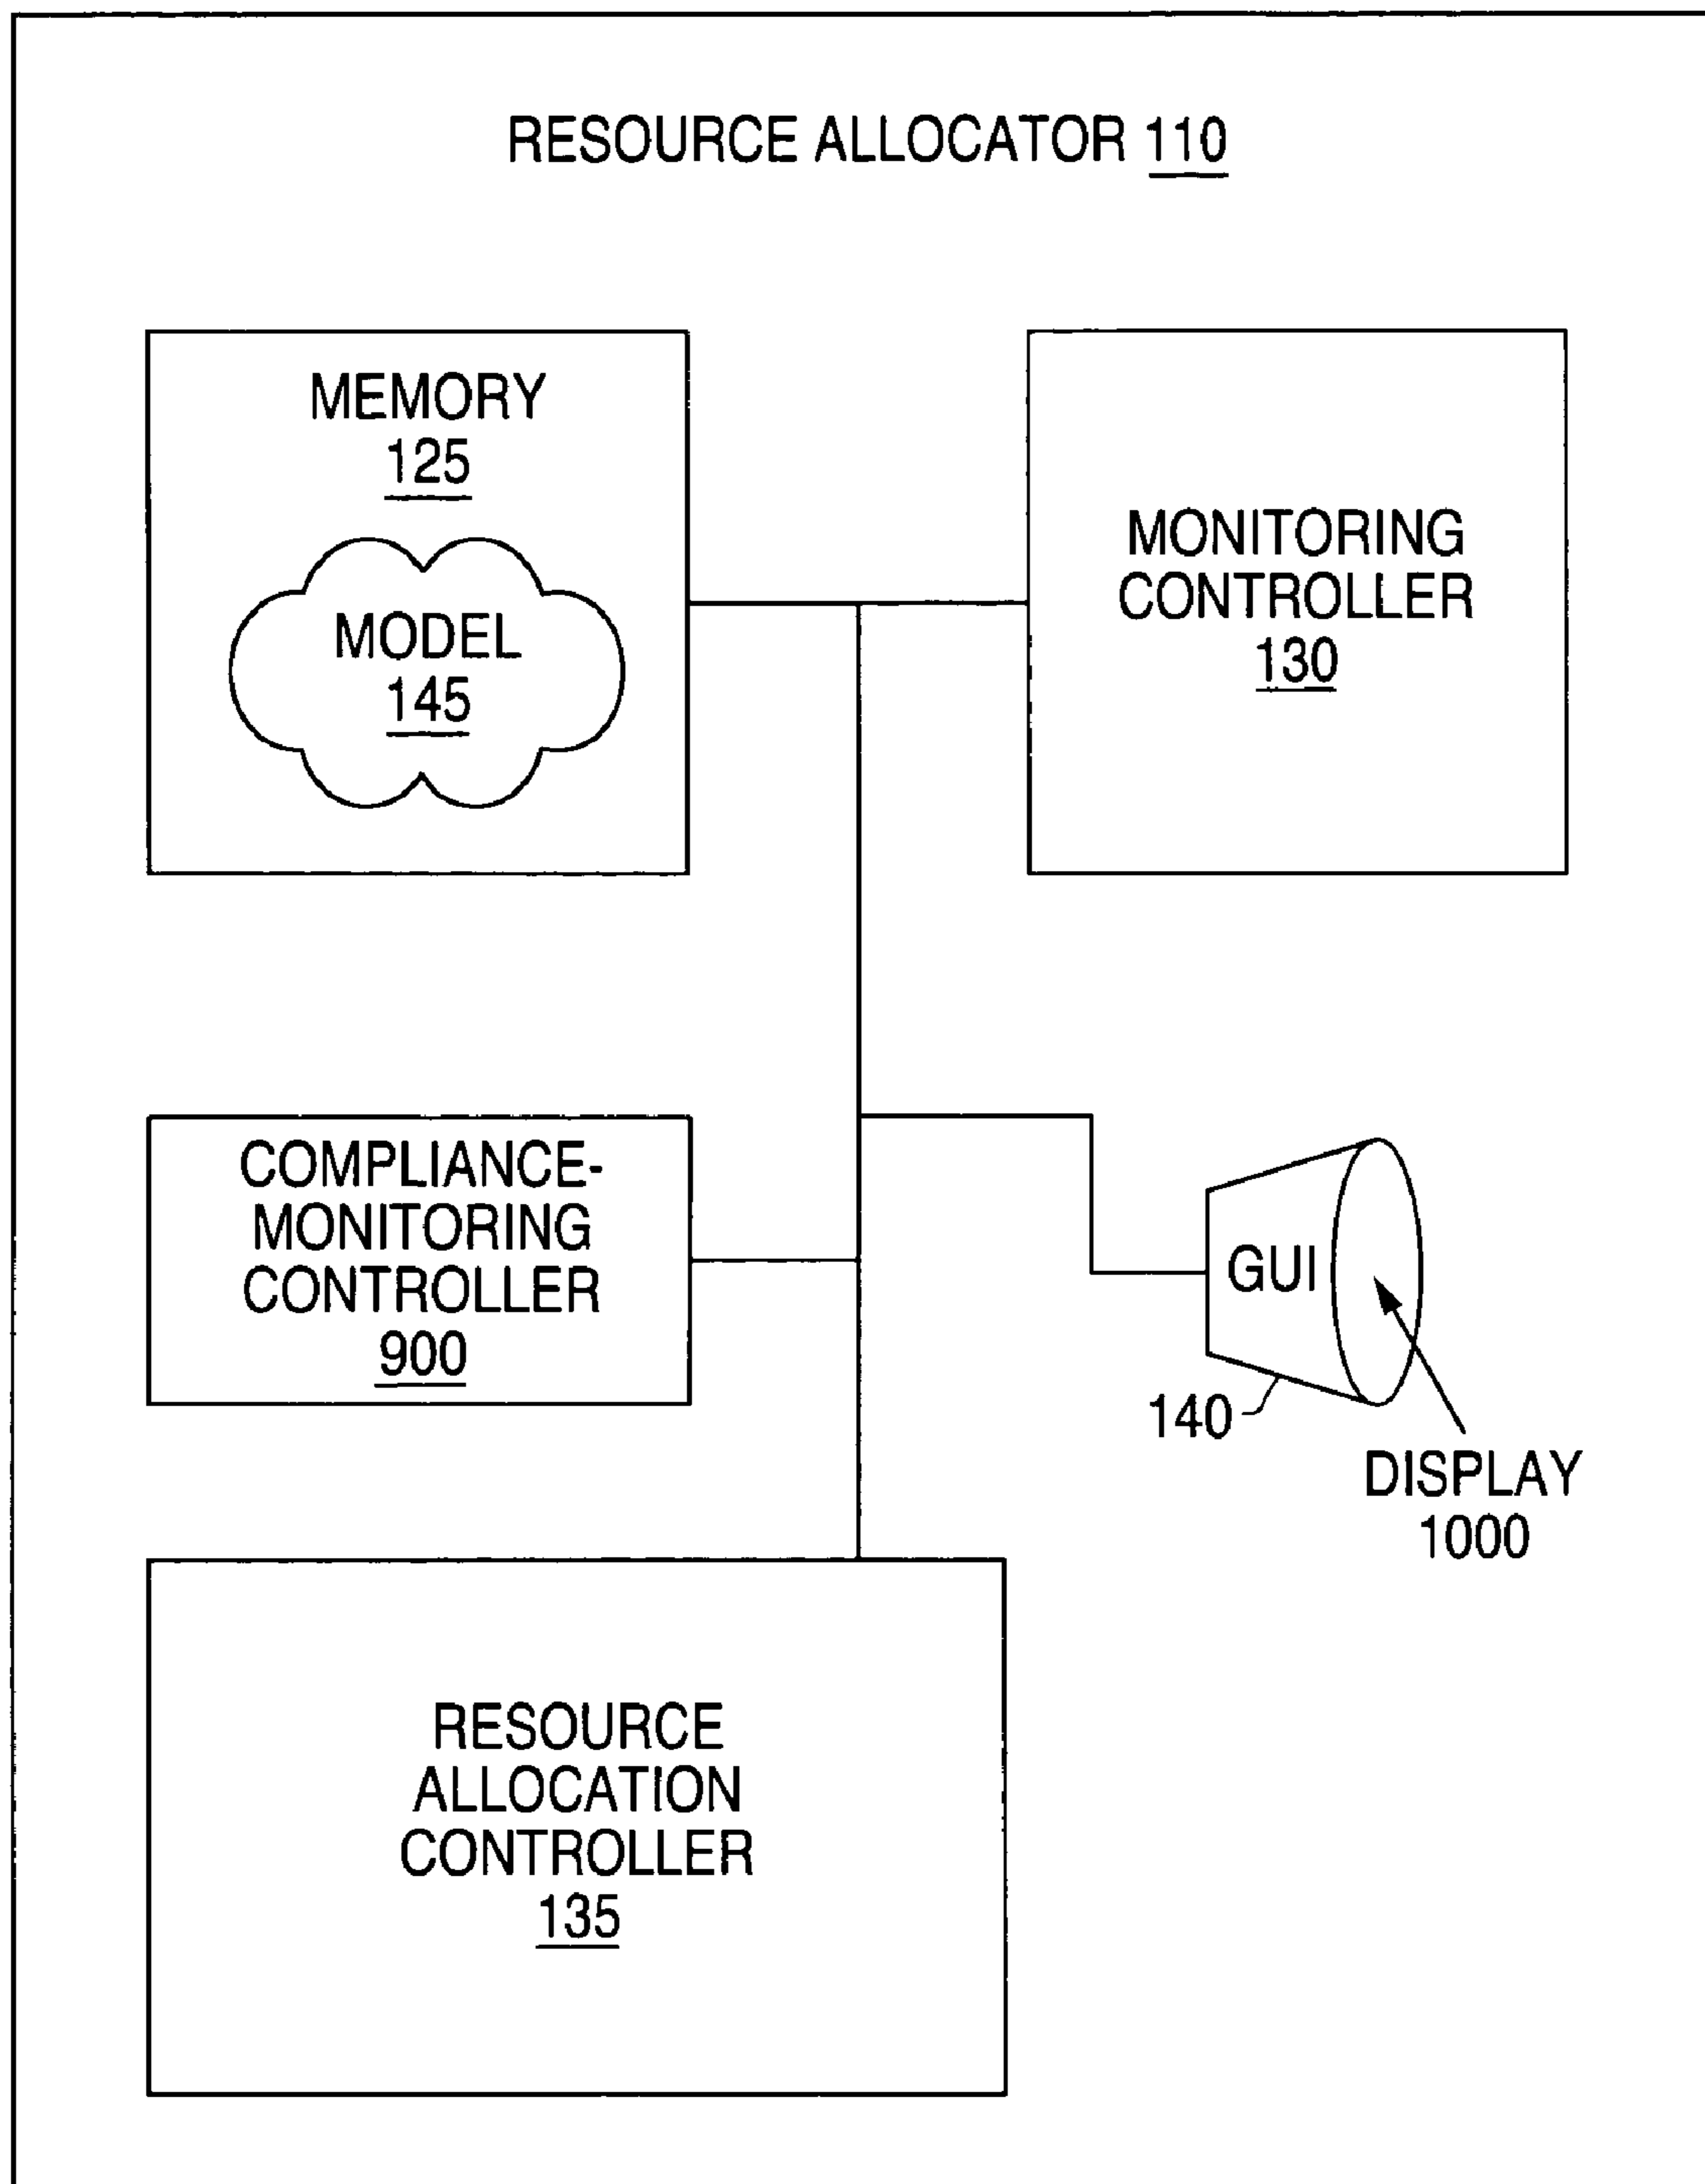 RESOURCE ALLOCATOR 110
MEMORY
125
MODEL
145
MONITORING
CONTROLLER
130
COMPLIANCE-
MONITORING
CONTROLLER
900
GUI
140
DISPLAY
1000
RESOURCE
ALLOCATION
CONTROLLER
135